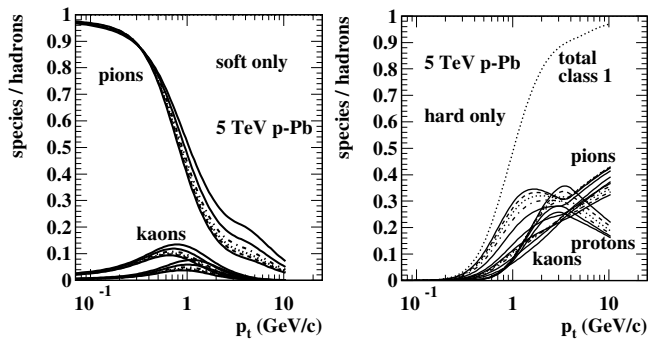 species / hadrons
1
0.9
0.8
0.7
0.6
0.5
0.4
0.3
0.2
0.1
0
pions
soft only
5 TeV p-Pb
kaons
10⁻¹
1
10
pₜ (GeV/c)
species / hadrons
1
0.9
0.8
0.7
0.6
0.5
0.4
0.3
0.2
0.1
0
5 TeV p-Pb
total
class 1
hard only
pions
protons
kaons
10⁻¹
1
10
pₜ (GeV/c)